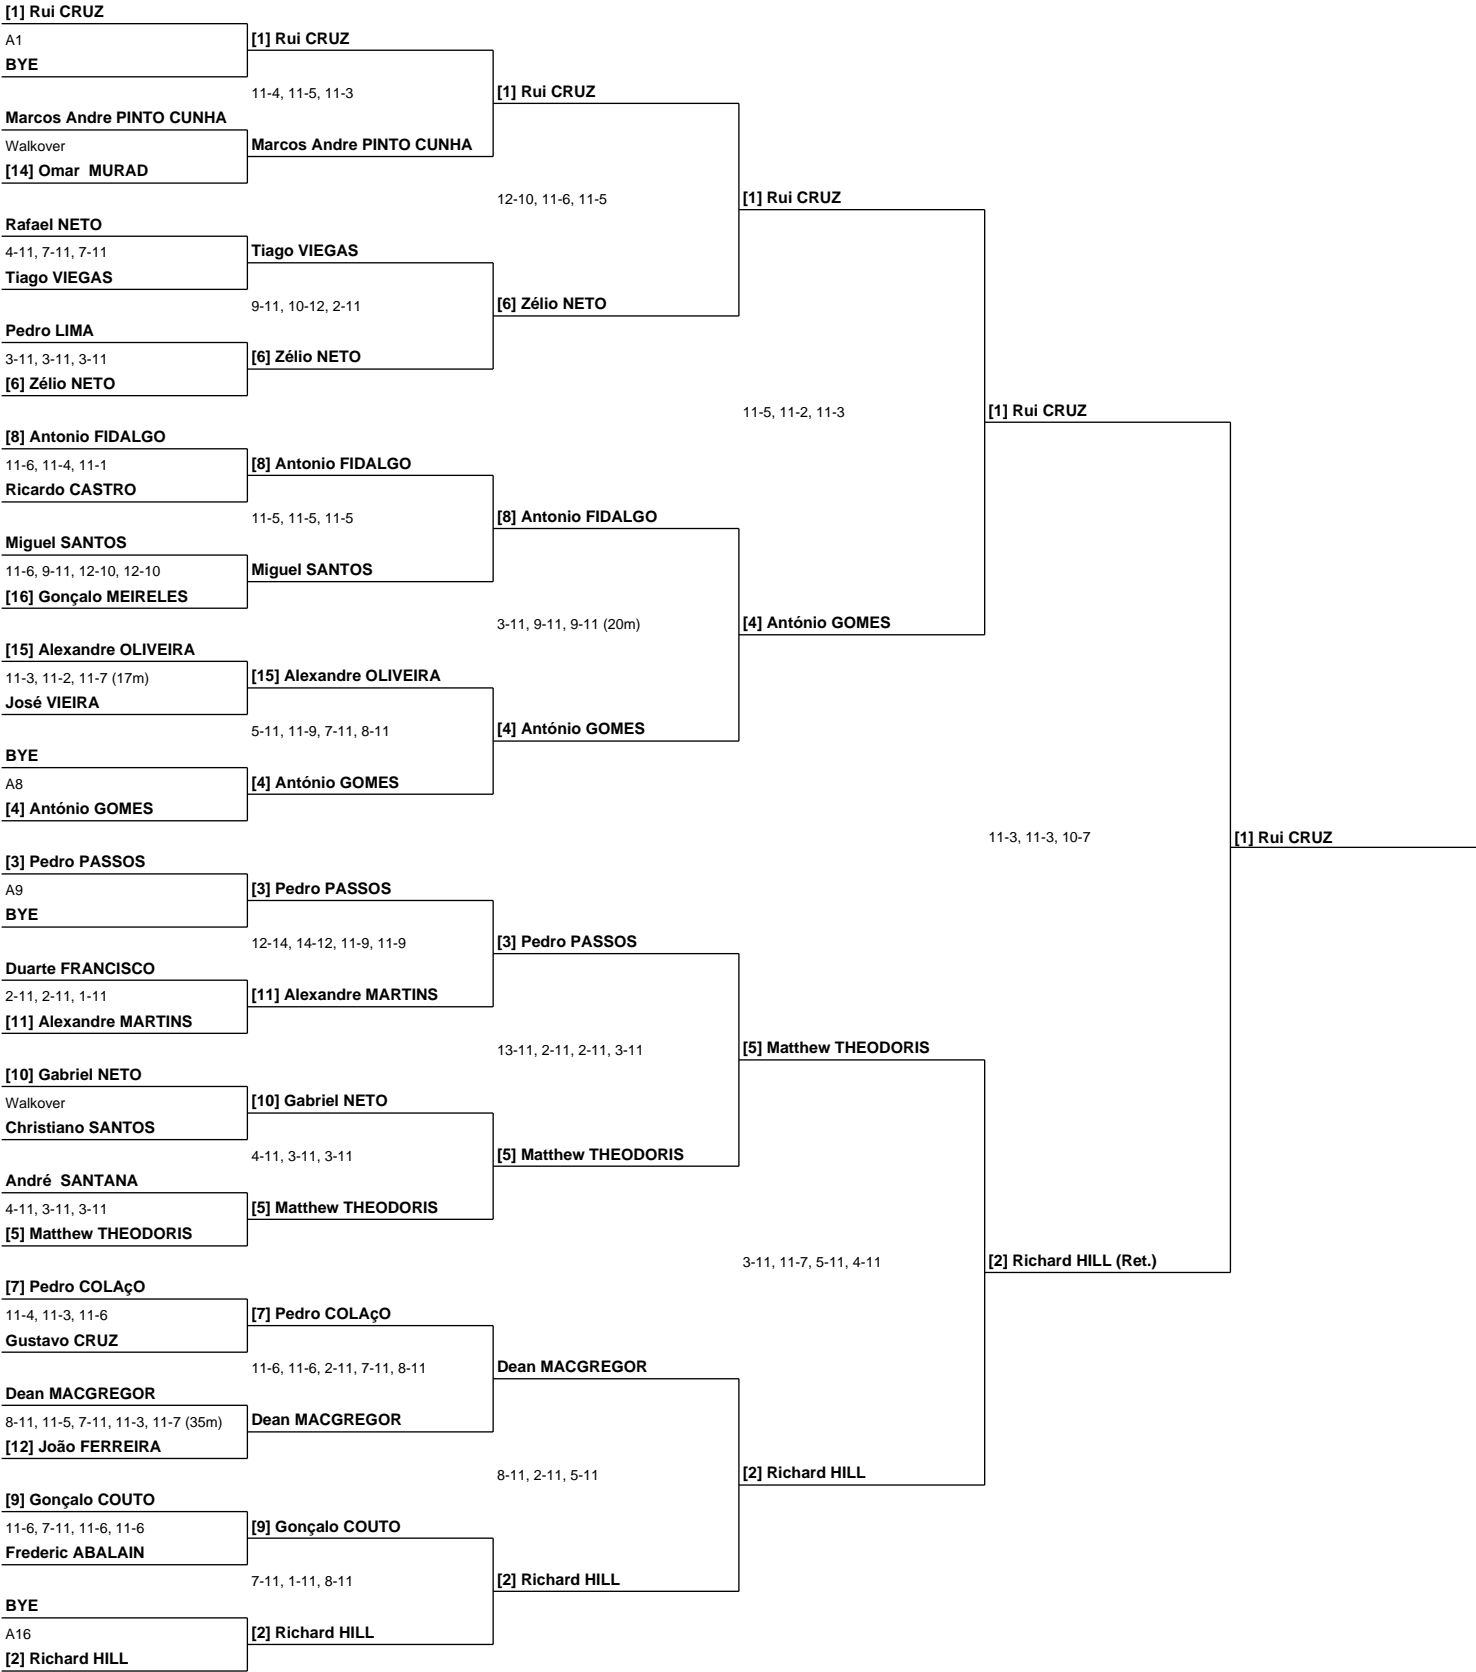 [1] Rui CRUZ
A1
BYE
Marcos Andre PINTO CUNHA
Walkover
[14] Omar  MURAD
Rafael NETO
4-11, 7-11, 7-11
Tiago VIEGAS
Pedro LIMA
3-11, 3-11, 3-11
[6] Zélio NETO
[8] Antonio FIDALGO
11-6, 11-4, 11-1
Ricardo CASTRO
Miguel SANTOS
11-6, 9-11, 12-10, 12-10
[16] Gonçalo MEIRELES
[15] Alexandre OLIVEIRA
11-3, 11-2, 11-7 (17m)
José VIEIRA
BYE
A8
[4] António GOMES
[3] Pedro PASSOS
A9
BYE
Duarte FRANCISCO
2-11, 2-11, 1-11
[11] Alexandre MARTINS
[10] Gabriel NETO
Walkover
Christiano SANTOS
André  SANTANA
4-11, 3-11, 3-11
[5] Matthew THEODORIS
[7] Pedro COLAçO
11-4, 11-3, 11-6
Gustavo CRUZ
Dean MACGREGOR
8-11, 11-5, 7-11, 11-3, 11-7 (35m)
[12] João FERREIRA
[9] Gonçalo COUTO
11-6, 7-11, 11-6, 11-6
Frederic ABALAIN
BYE
A16
[2] Richard HILL
[1] Rui CRUZ
11-4, 11-5, 11-3
Marcos Andre PINTO CUNHA
Tiago VIEGAS
9-11, 10-12, 2-11
[6] Zélio NETO
[8] Antonio FIDALGO
11-5, 11-5, 11-5
Miguel SANTOS
[15] Alexandre OLIVEIRA
5-11, 11-9, 7-11, 8-11
[4] António GOMES
[3] Pedro PASSOS
12-14, 14-12, 11-9, 11-9
[11] Alexandre MARTINS
[10] Gabriel NETO
4-11, 3-11, 3-11
[5] Matthew THEODORIS
[7] Pedro COLAçO
11-6, 11-6, 2-11, 7-11, 8-11
Dean MACGREGOR
[9] Gonçalo COUTO
7-11, 1-11, 8-11
[2] Richard HILL
[1] Rui CRUZ
12-10, 11-6, 11-5
[6] Zélio NETO
[8] Antonio FIDALGO
3-11, 9-11, 9-11 (20m)
[4] António GOMES
[3] Pedro PASSOS
13-11, 2-11, 2-11, 3-11
[5] Matthew THEODORIS
Dean MACGREGOR
8-11, 2-11, 5-11
[2] Richard HILL
[1] Rui CRUZ
11-5, 11-2, 11-3
[4] António GOMES
[5] Matthew THEODORIS
3-11, 11-7, 5-11, 4-11
[2] Richard HILL
[1] Rui CRUZ
11-3, 11-3, 10-7
[2] Richard HILL (Ret.)
[1] Rui CRUZ